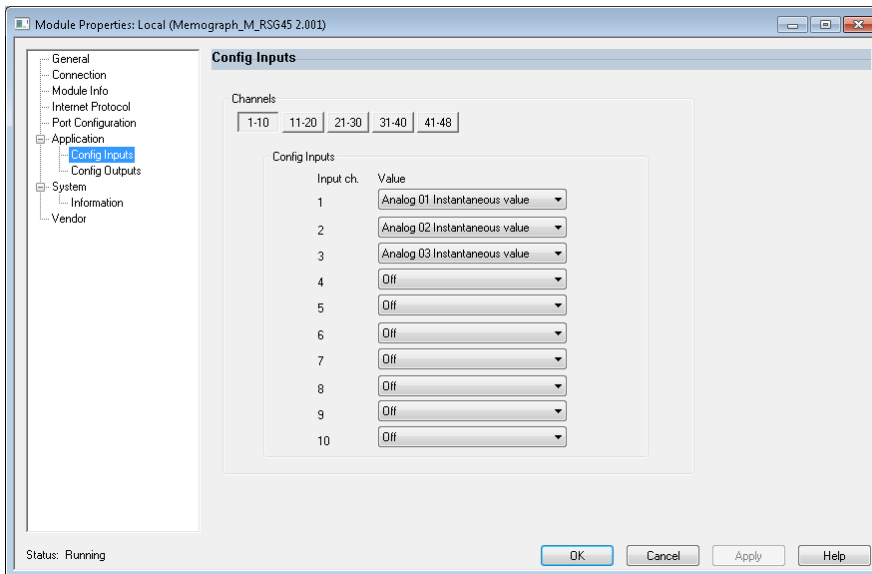 Module Properties: Local (Memograph_M_RSG45 2.001)
General
Connection
Module Info
Internet Protocol
Port Configuration
Application
Config Inputs
Config Outputs
System
Information
Vendor
Config Inputs
Channels
1-10 11-20 21-30 31-40 41-48
Config Inputs
Input ch. Value
1 Analog 01 Instantaneous value
2 Analog 02 Instantaneous value
3 Analog 03 Instantaneous value
4 Off
5 Off
6 Off
7 Off
8 Off
9 Off
10 Off
Status: Running
OK Cancel Apply Help